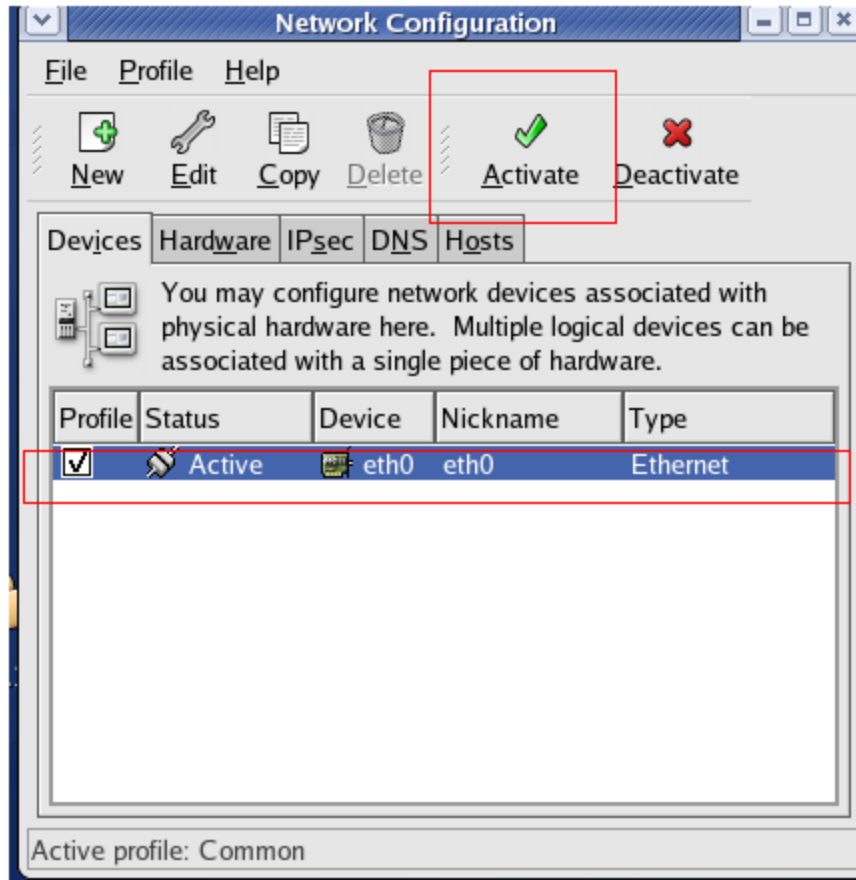 Network Configuration
File Profile Help
New Edit Copy Delete Activate Deactivate
Devices Hardware IPsec DNS Hosts
You may configure network devices associated with
physical hardware here. Multiple logical devices can be
associated with a single piece of hardware.
Profile Status Device Nickname Type
Active eth0 eth0 Ethernet
Active profile: Common